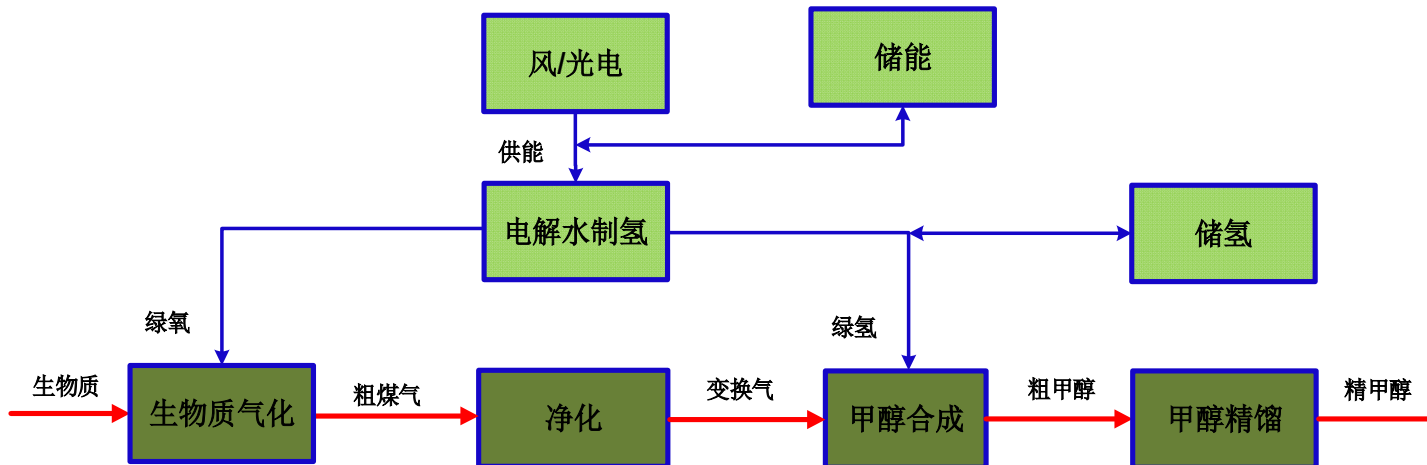 风/光电
储能
供能
电解水制氢
储氢
绿氧
绿氢
生物质
生物质气化
粗煤气
净化
变换气
甲醇合成
粗甲醇
甲醇精馏
精甲醇